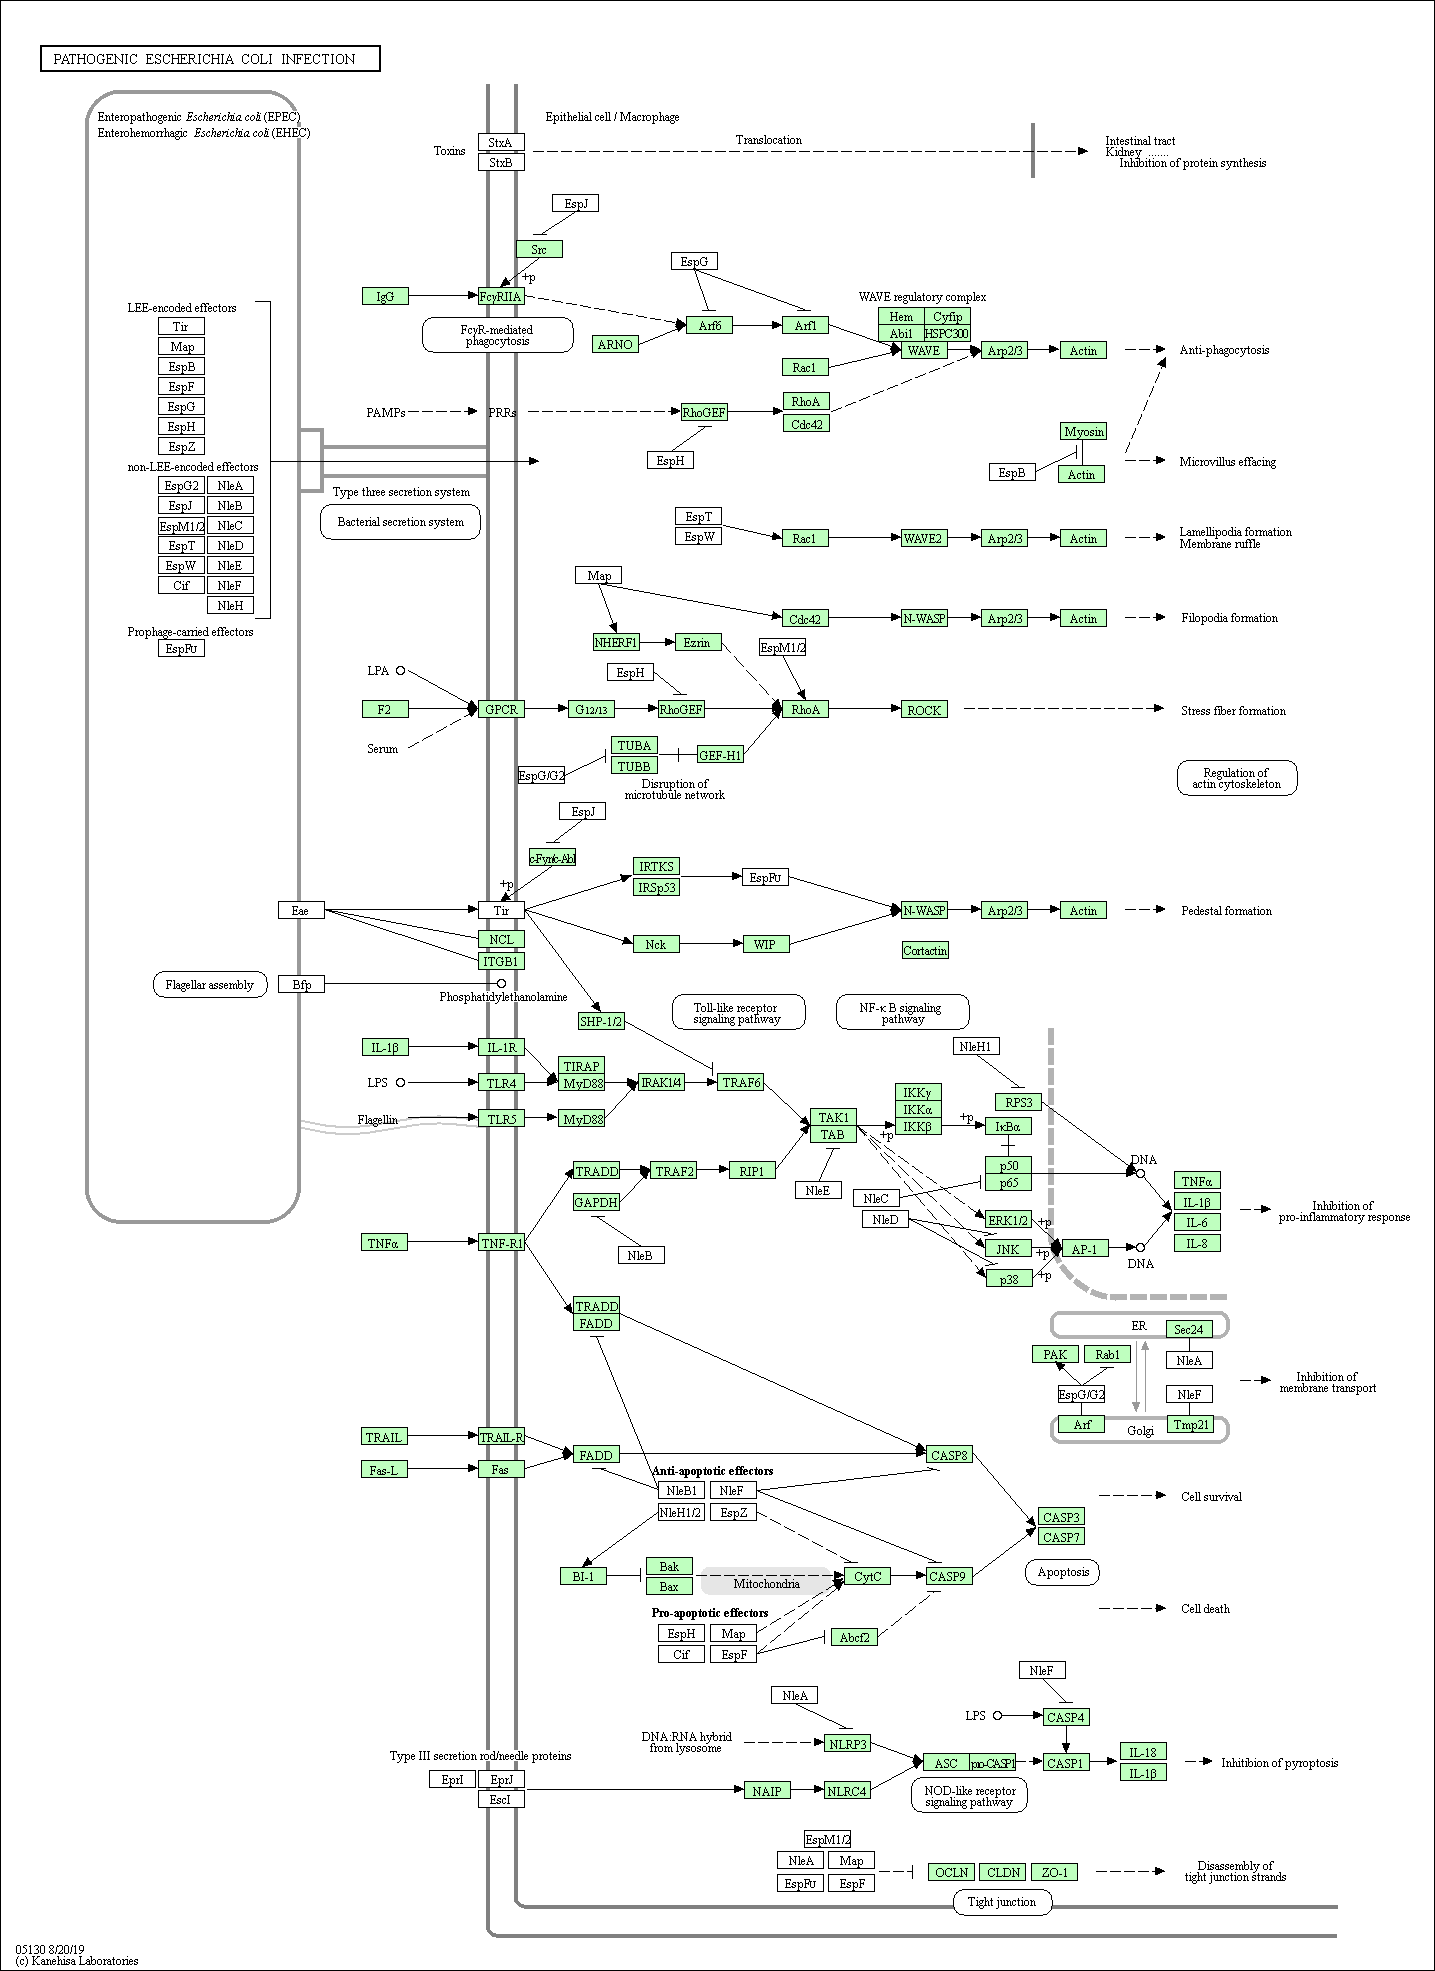 PATHOGENIC ESCHERICHIA COLI INFECTION
Enteropathogenic Escherichia coli (EPEC)
Enterohemorrhagic Escherichia coli (EHEC)
Epithelial cell / Macrophage
Toxins
StxA
StxB
Translocation
Intestinal tract
Kidney .......
Inhibition of protein synthesis
EspJ
Src
+p
IgG
FcγRIIA
FcγR-mediated
phagocytosis
EspG
ARNO
Arf6
Arf1
Rac1
WAVE regulatory complex
Hem
Cyfip
Abi1
HSPC300
WAVE
Arp2/3
Actin
Anti-phagocytosis
LEE-encoded effectors
Tir
Map
EspB
EspF
EspG
EspH
EspZ
non-LEE-encoded effectors
EspG2
NleA
EspJ
NleB
EspM1/2
NleC
EspT
NleD
EspW
NleE
Cif
NleF
NleH
Prophage-carried effectors
EspFu
PAMPs
PRRs
RhoGEF
RhoA
Cdc42
EspH
Myosin
EspB
Actin
Microvillus effacing
Type three secretion system
Bacterial secretion system
EspT
EspW
Rac1
WAVE2
Arp2/3
Actin
Lamellipodia formation
Membrane ruffle
Map
Cdc42
N-WASP
Arp2/3
Actin
Filopodia formation
NHERF1
Ezrin
EspM1/2
LPA
EspH
F2
GPCR
G12/13
RhoGEF
RhoA
ROCK
Stress fiber formation
Serum
TUBA
TUBB
GEF-H1
EspG/G2
Disruption of
microtubule network
Regulation of
actin cytoskeleton
EspJ
c-Fyn/c-Abl
+p
IRTKS
IRSp53
EspFu
Eae
Tir
N-WASP
Arp2/3
Actin
Pedestal formation
NCL
ITGB1
Nck
WIP
Cortactin
Flagellar assembly
Bfp
Phosphatidylethanolamine
Toll-like receptor
signaling pathway
NF-κB signaling
pathway
SHP-1/2
IL-1β
IL-1R
NleH1
TIRAP
LPS
TLR4
MyD88
IRAK1/4
TRAF6
IKKγ
IKKα
IKKβ
RPS3
Flagellin
TLR5
MyD88
TAK1
TAB
+p
+p
IκBα
p50
p65
DNA
TRADD
TRAF2
RIP1
GAPDH
NleE
NleC
NleD
TNFα
IL-1β
IL-6
IL-8
Inhibition of
pro-inflammatory response
ERK1/2
+p
TNFα
TNF-R1
NleB
JNK
+p
AP-1
DNA
p38
+p
TRADD
FADD
ER
Sec24
PAK
Rab1
NleA
EspG/G2
NleF
Arf
Golgi
Tmp21
Inhibition of
membrane transport
TRAIL
TRAIL-R
FADD
CASP8
Fas-L
Fas
Anti-apoptotic effectors
NleB1
NleF
NleH1/2
EspZ
Cell survival
CASP3
CASP7
BI-1
Bak
Bax
Mitochondria
CytC
CASP9
Apoptosis
Pro-apoptotic effectors
EspH
Map
Cif
EspF
Abcf2
Cell death
NleF
NleA
LPS
CASP4
DNA:RNA hybrid
from lysosome
NLRP3
Type III secretion rod/needle proteins
EprI
EprJ
EscI
NAIP
NLRC4
ASC
pro-CASP1
CASP1
IL-18
IL-1β
Inhitibion of pyroptosis
NOD-like receptor
signaling pathway
EspM1/2
NleA
Map
EspFu
EspF
OCLN
CLDN
ZO-1
Disassembly of
tight junction strands
Tight junction
05130 8/20/19
(c) Kanehisa Laboratories